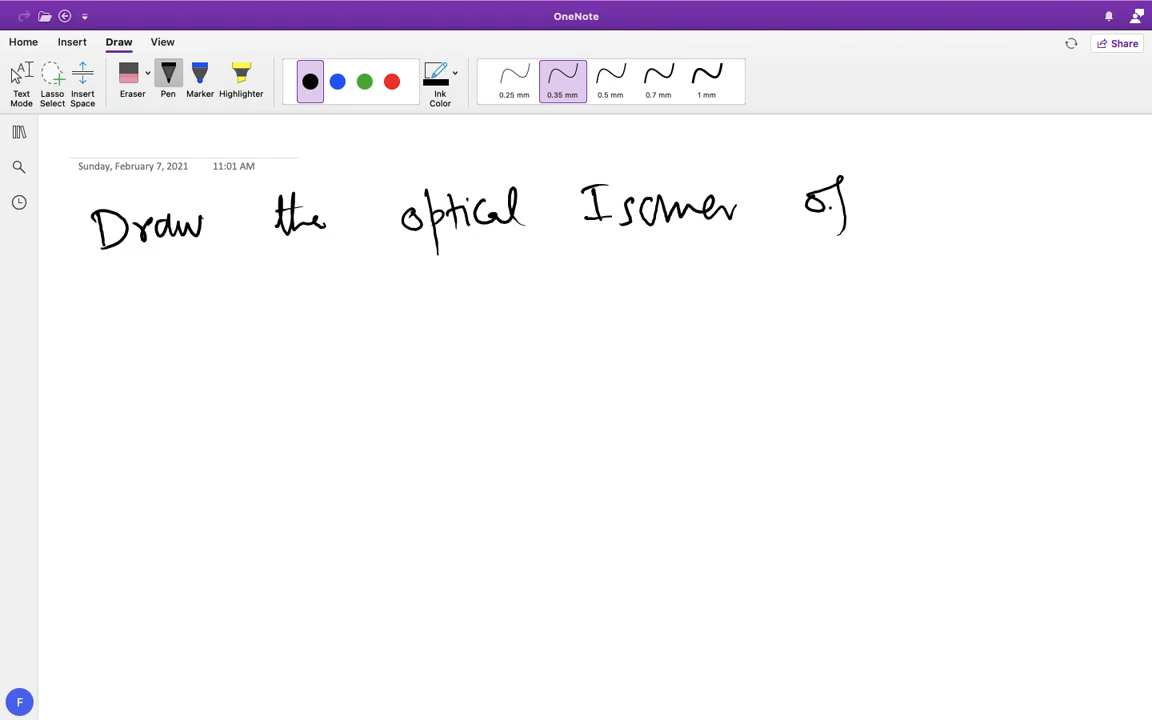 OneNote
Home Insert Draw View Share
Text Mode Lasso Select Insert Space Eraser Pen Marker Highlighter Ink Color 0.25 mm 0.35 mm 0.5 mm 0.7 mm 1 mm
Sunday, February 7, 2021 11:01 AM
Draw the optical Isomer of
F